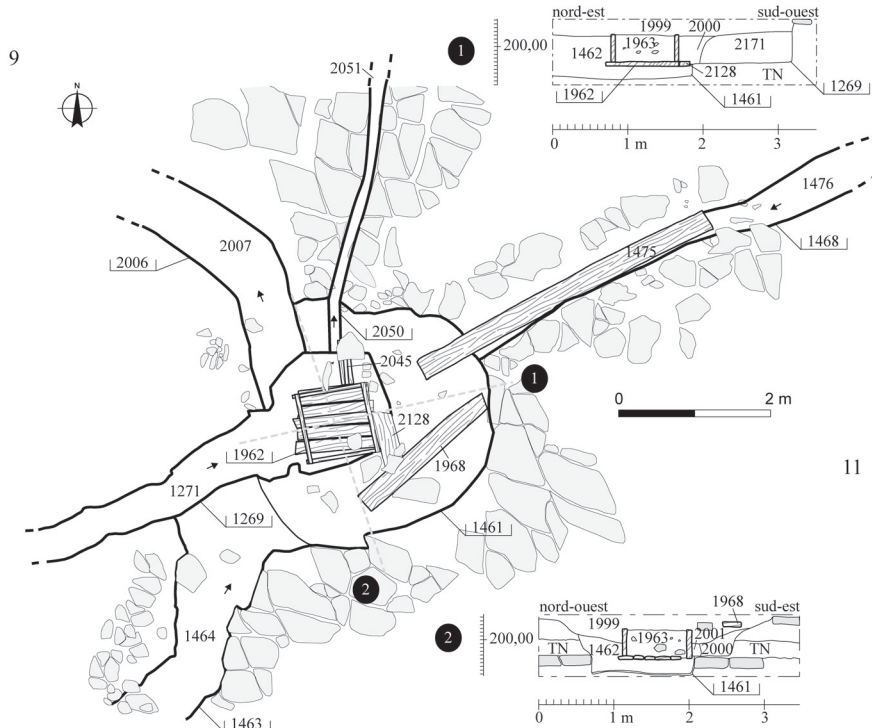 9
11
N
2051
2007
2006
1476
1468
1475
2050
2045
1
2128
1962
1968
1271
1269
1461
2
1464
1463
0 2 m
1
nord-est sud-ouest
1999 2000
200,00 1462 1963 2171
2128 TN
1962 1461 1269
0 1 m 2 3
2
nord-ouest 1968 sud-est
1999
200,00 1963 2001
TN 1462 2000 TN
1461
0 1 m 2 3